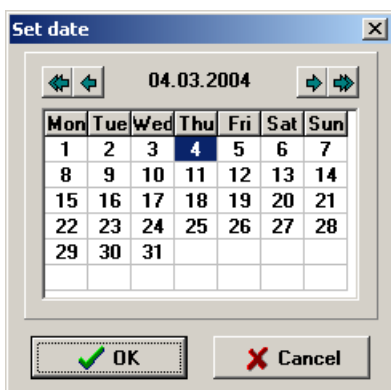 Set date
04.03.2004
Mon Tue Wed Thu Fri Sat Sun
1 2 3 4 5 6 7
8 9 10 11 12 13 14
15 16 17 18 19 20 21
22 23 24 25 26 27 28
29 30 31
OK Cancel